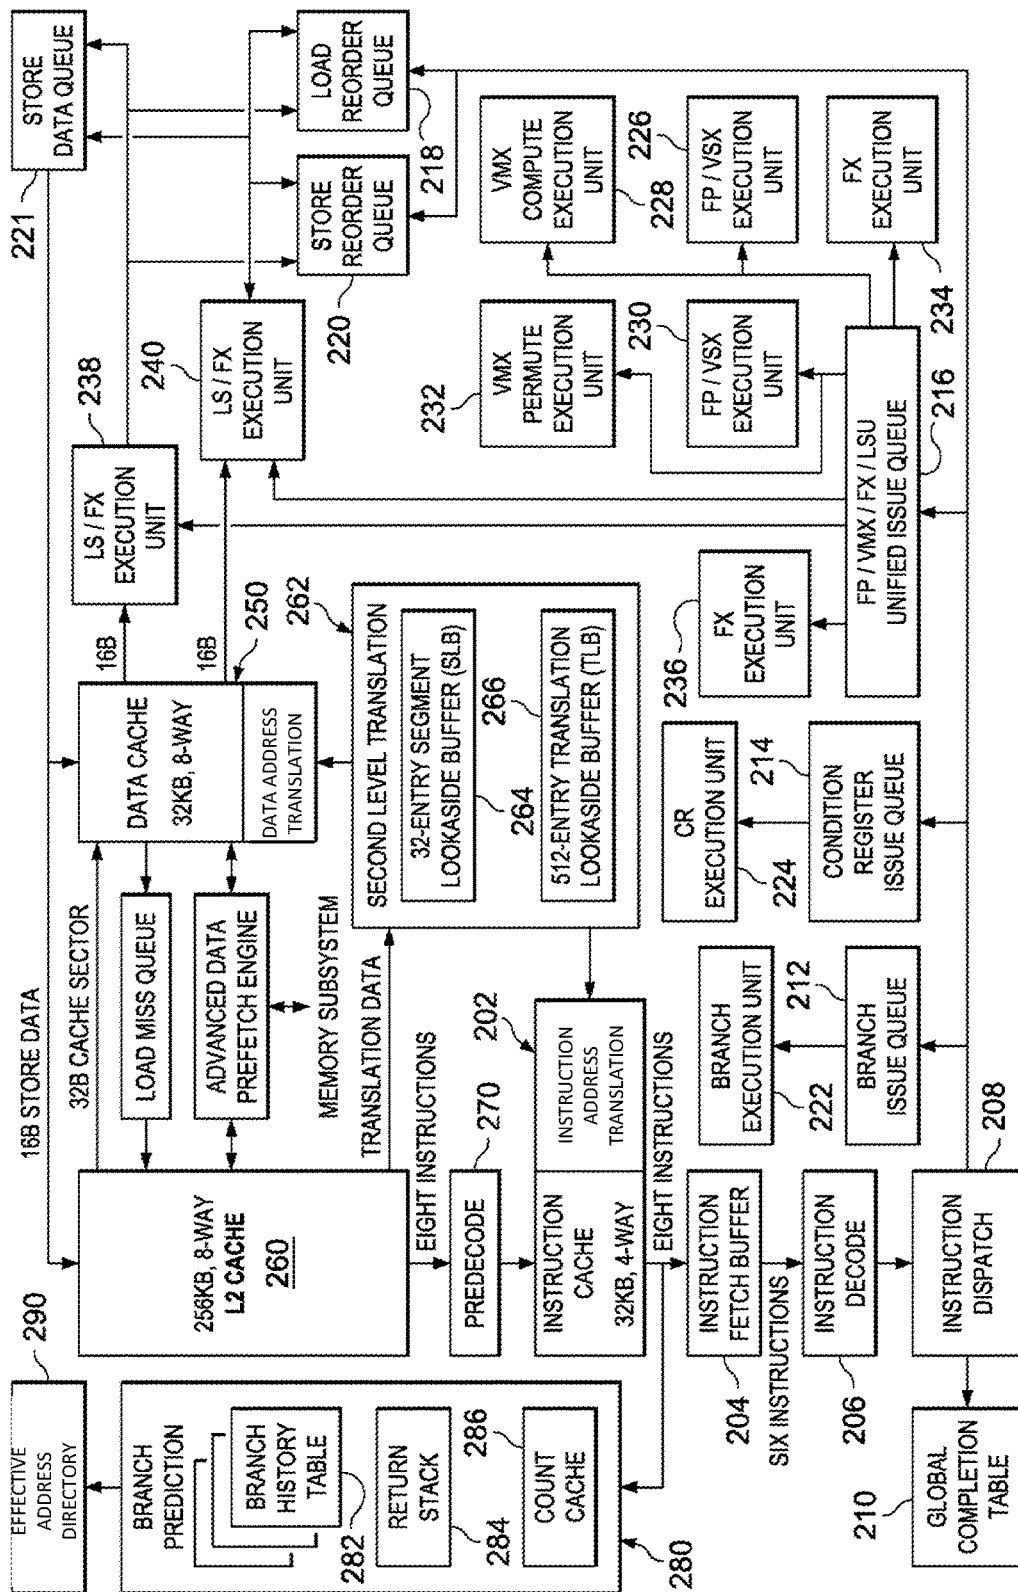 EFFECTIVE
ADDRESS
DIRECTORY
290
BRANCH
PREDICTION
BRANCH
HISTORY
TABLE
282
RETURN
STACK
284
COUNT
CACHE
286
280
16B STORE DATA
256KB, 8-WAY
L2 CACHE
260
32B CACHE SECTOR
LOAD MISS QUEUE
ADVANCED DATA
PREFETCH ENGINE
MEMORY SUBSYSTEM
TRANSLATION DATA
EIGHT INSTRUCTIONS
PREDECODE
270
INSTRUCTION
CACHE
32KB, 4-WAY
INSTRUCTION
ADDRESS
TRANSLATION
202
EIGHT INSTRUCTIONS
INSTRUCTION
FETCH BUFFER
204
SIX INSTRUCTIONS
INSTRUCTION
DECODE
206
INSTRUCTION
DISPATCH
208
GLOBAL
COMPLETION
TABLE
210
DATA CACHE
32KB, 8-WAY
DATA ADDRESS
TRANSLATION
250
16B
16B
SECOND LEVEL TRANSLATION
262
32-ENTRY SEGMENT
LOOKASIDE BUFFER (SLB)
264
512-ENTRY TRANSLATION
LOOKASIDE BUFFER (TLB)
266
BRANCH
EXECUTION UNIT
222
BRANCH
ISSUE QUEUE
212
CR
EXECUTION UNIT
224
CONDITION
REGISTER
ISSUE QUEUE
214
FX
EXECUTION
UNIT
236
FP / VMX / FX / LSU
UNIFIED ISSUE QUEUE
216
LS / FX
EXECUTION
UNIT
238
LS / FX
EXECUTION
UNIT
240
STORE
DATA QUEUE
221
STORE
REORDER
QUEUE
220
LOAD
REORDER
QUEUE
218
VMX
PERMUTE
EXECUTION
UNIT
232
VMX
COMPUTE
EXECUTION
UNIT
228
FP / VSX
EXECUTION
UNIT
230
FP / VSX
EXECUTION
UNIT
226
FX
EXECUTION
UNIT
234